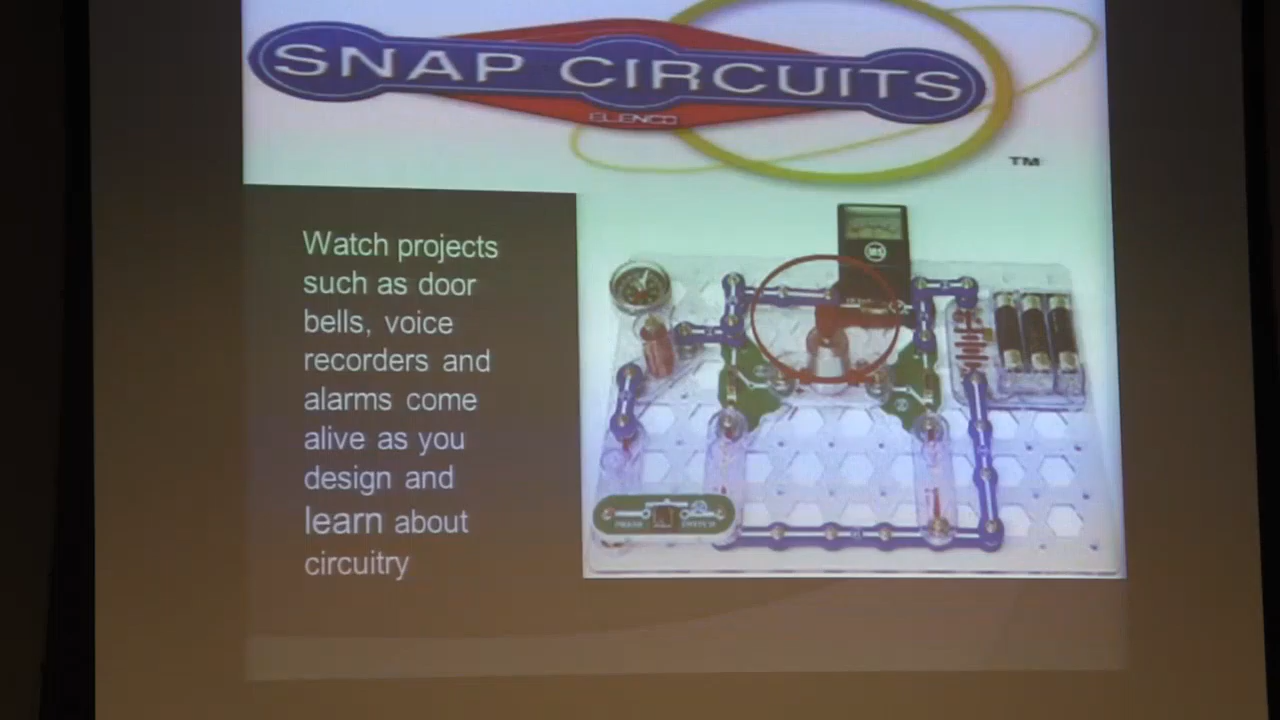 SNAP CIRCUITS
ELENCO
TM
Watch projects
such as door
bells, voice
recorders and
alarms come
alive as you
design and
learn about
circuitry